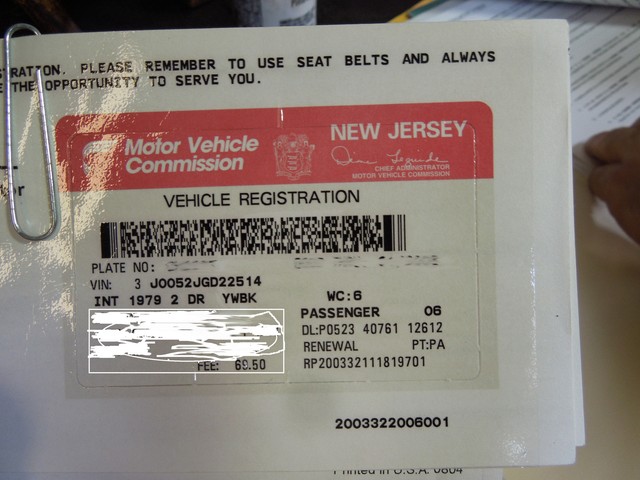 STRATION. PLEASE REMEMBER TO USE SEAT BELTS AND ALWAYS
E THE OPPORTUNITY TO SERVE YOU.
Motor Vehicle
Commission
NEW JERSEY
CHIEF ADMINISTRATOR
MOTOR VEHICLE COMMISSION
VEHICLE REGISTRATION
PLATE NO:
VIN: 3 J0052JGD22514
INT 1979 2 DR YWBK WC:6
PASSENGER 06
DL:P0523 40761 12612
RENEWAL PT:PA
FEE: 69.50 RP200332111819701
2003322006001
Printed in U.S.A. 0804